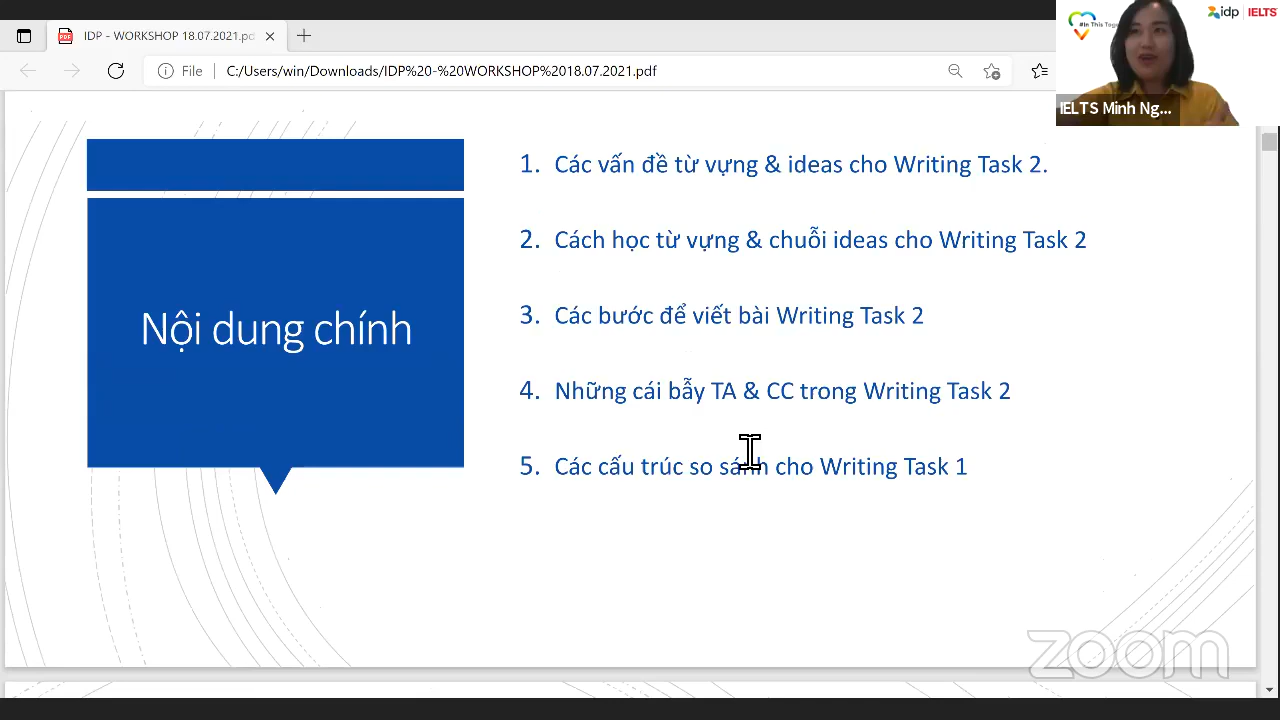 IDP - WORKSHOP 18.07.2021.pd
File
C:/Users/win/Downloads/IDP%20-%20WORKSHOP%2018.07.2021.pdf
#In This Toge
idp IELTS
IELTS Minh Ng...
Nội dung chính
1. Các vấn đề từ vựng & ideas cho Writing Task 2.
2. Cách học từ vựng & chuỗi ideas cho Writing Task 2
3. Các bước để viết bài Writing Task 2
4. Những cái bẫy TA & CC trong Writing Task 2
5. Các cấu trúc so sánh cho Writing Task 1
zoom